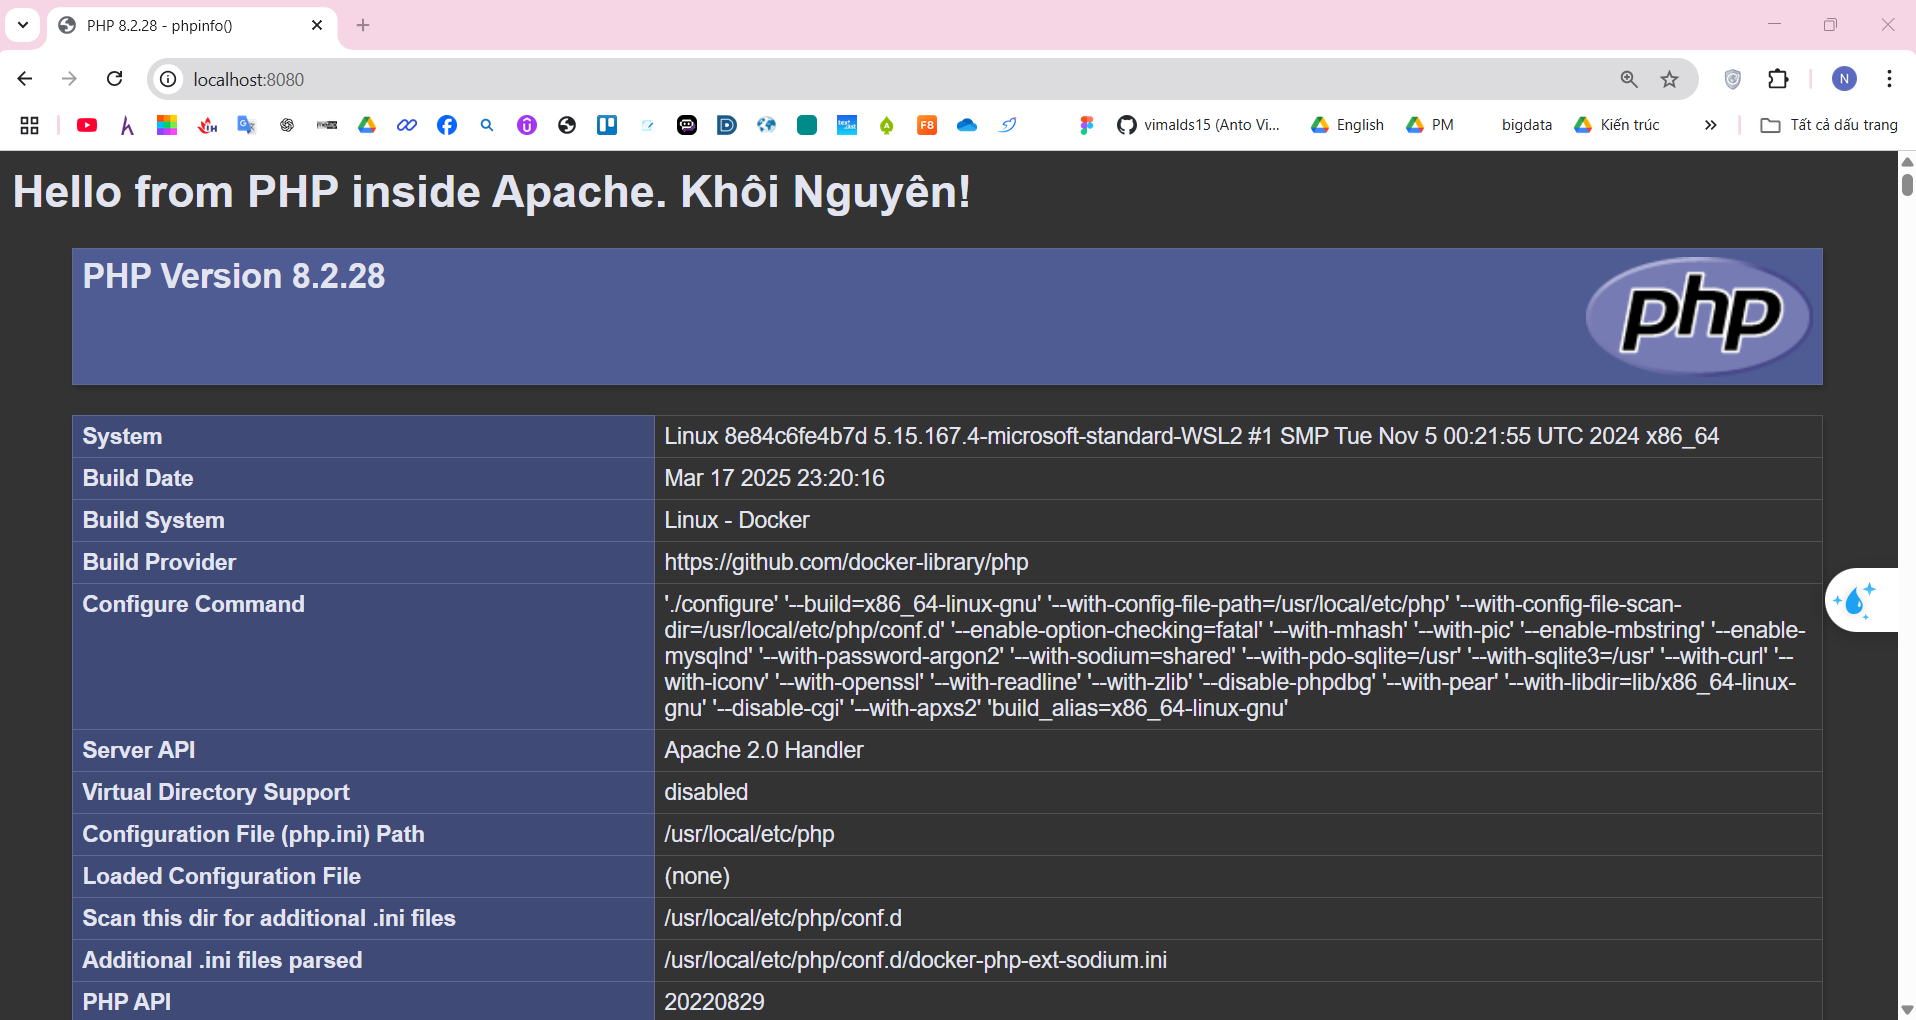 PHP 8.2.28 - phpinfo()
localhost:8080
N
vimalds15 (Anto Vi...
English
PM
bigdata
Kiến trúc
Tất cả dấu trang
Hello from PHP inside Apache. Khôi Nguyên!
PHP Version 8.2.28
php
System Linux 8e84c6fe4b7d 5.15.167.4-microsoft-standard-WSL2 #1 SMP Tue Nov 5 00:21:55 UTC 2024 x86_64
Build Date Mar 17 2025 23:20:16
Build System Linux - Docker
Build Provider https://github.com/docker-library/php
Configure Command './configure' '--build=x86_64-linux-gnu' '--with-config-file-path=/usr/local/etc/php' '--with-config-file-scan-
dir=/usr/local/etc/php/conf.d' '--enable-option-checking=fatal' '--with-mhash' '--with-pic' '--enable-mbstring' '--enable-
mysqlnd' '--with-password-argon2' '--with-sodium=shared' '--with-pdo-sqlite=/usr' '--with-sqlite3=/usr' '--with-curl' '--
with-iconv' '--with-openssl' '--with-readline' '--with-zlib' '--disable-phpdbg' '--with-pear' '--with-libdir=lib/x86_64-linux-
gnu' '--disable-cgi' '--with-apxs2' 'build_alias=x86_64-linux-gnu'
Server API Apache 2.0 Handler
Virtual Directory Support disabled
Configuration File (php.ini) Path /usr/local/etc/php
Loaded Configuration File (none)
Scan this dir for additional .ini files /usr/local/etc/php/conf.d
Additional .ini files parsed /usr/local/etc/php/conf.d/docker-php-ext-sodium.ini
PHP API 20220829